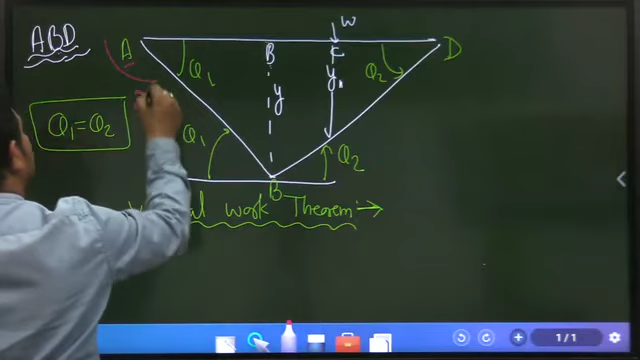 ABD
A
B
W
C
D
θ₁
y
y₁
θ₂
θ₁ = θ₂
θ₁
θ₂
B
work Theorem →
1/1